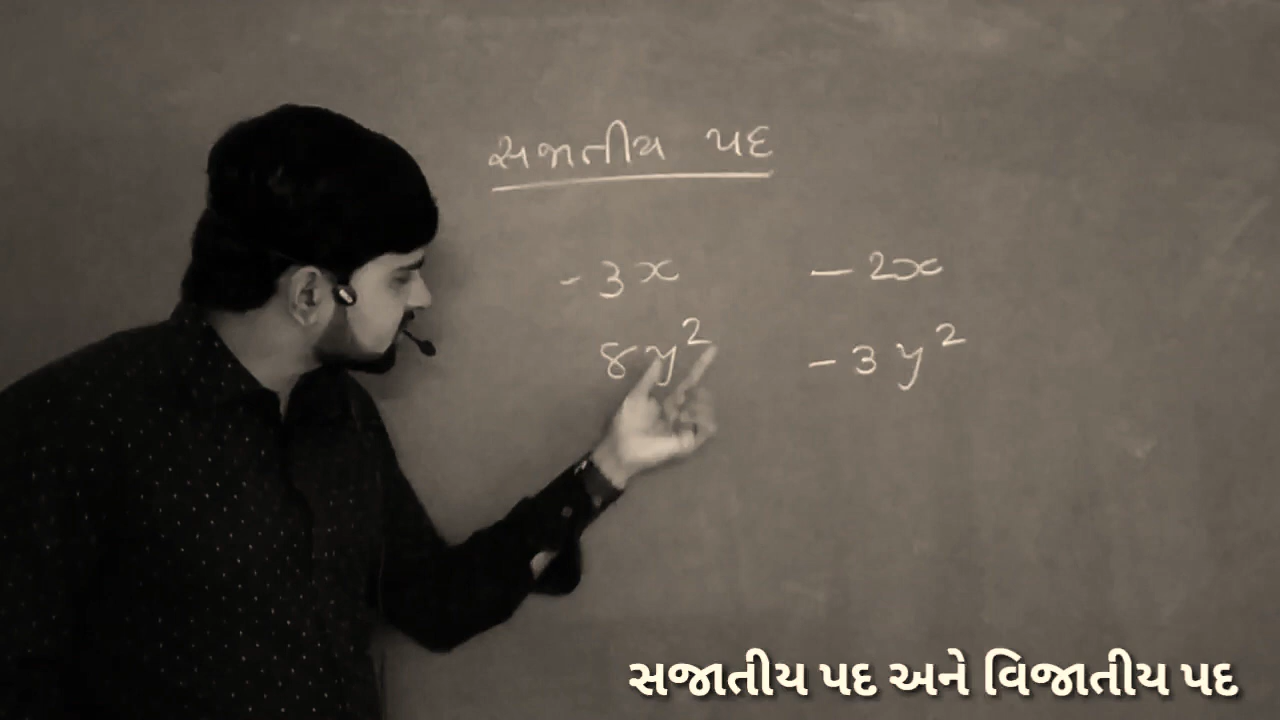 સજાતીય પદ
-3x -2x
8y² -3y²
સજાતીય પદ અને વિજાતીય પદ